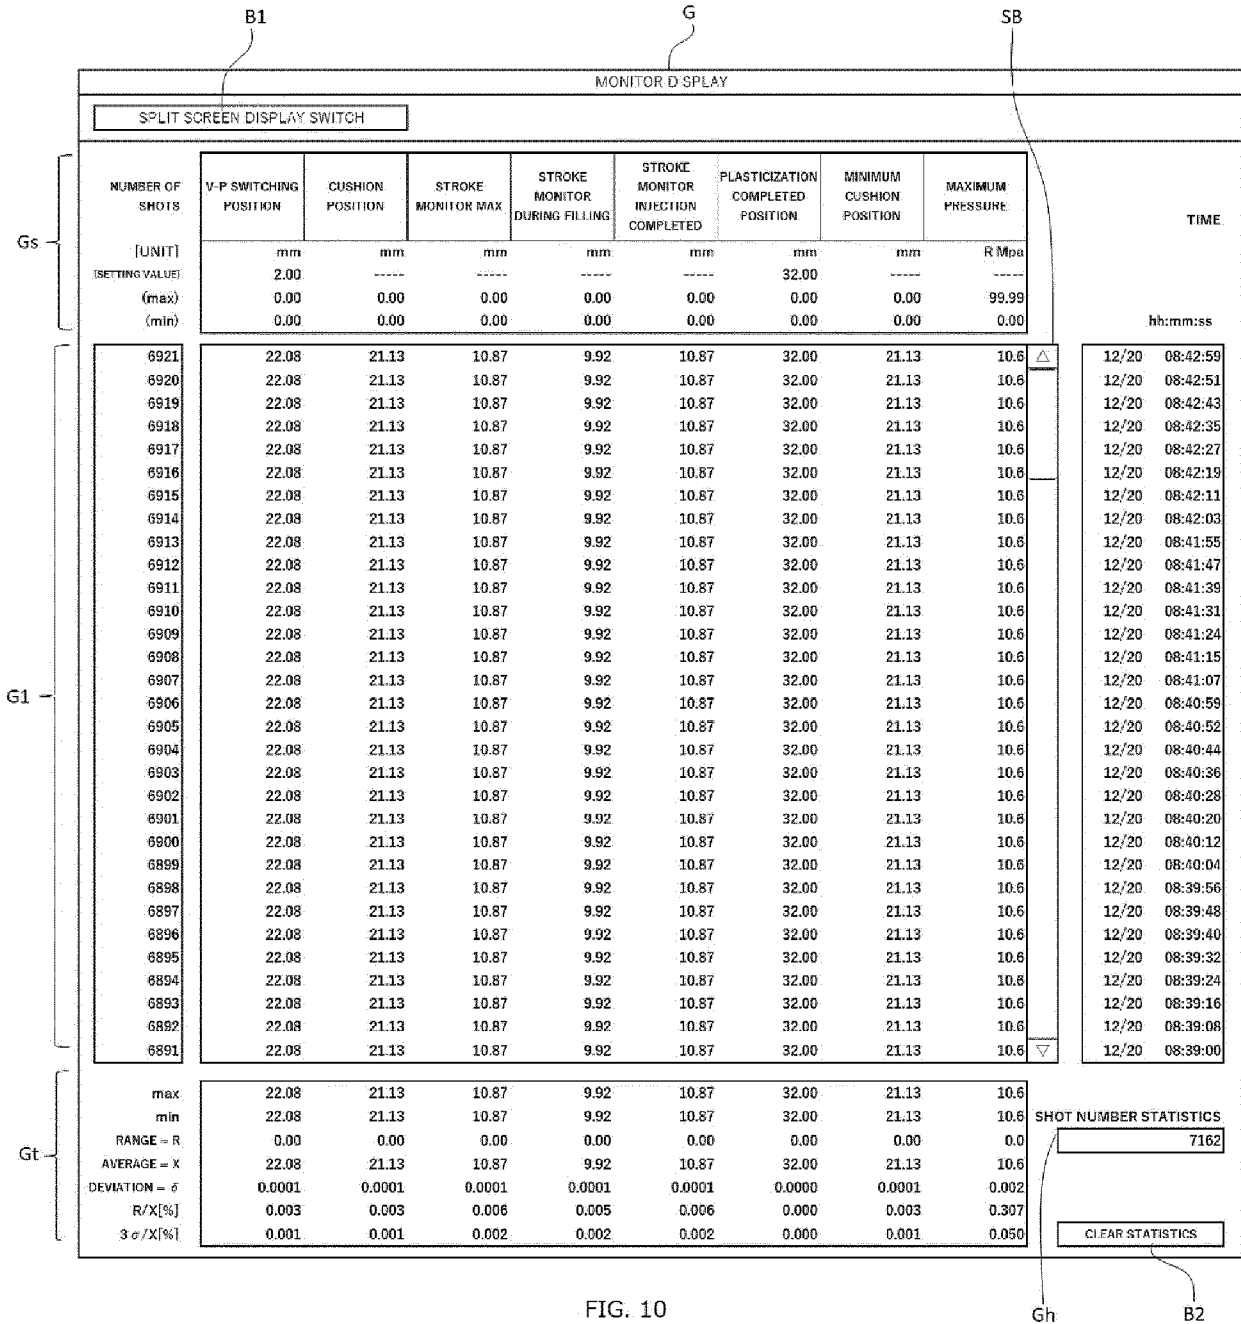 B1 G SB
MONITOR DISPLAY
SPLIT SCREEN DISPLAY SWITCH
NUMBER OF SHOTS V-P SWITCHING POSITION CUSHION POSITION STROKE MONITOR MAX STROKE MONITOR DURING FILLING STROKE MONITOR INJECTION COMPLETED PLASTICIZATION COMPLETED POSITION MINIMUM CUSHION POSITION MAXIMUM PRESSURE TIME
Gs
[UNIT] mm mm mm mm mm mm mm R Mpa
[SETTING VALUE] 2.00 ----- ----- ----- ----- 32.00 ----- -----
(max) 0.00 0.00 0.00 0.00 0.00 0.00 0.00 99.99
(min) 0.00 0.00 0.00 0.00 0.00 0.00 0.00 0.00 hh:mm:ss
6921 22.08 21.13 10.87 9.92 10.87 32.00 21.13 10.6 △ 12/20 08:42:59
6920 22.08 21.13 10.87 9.92 10.87 32.00 21.13 10.6 12/20 08:42:51
6919 22.08 21.13 10.87 9.92 10.87 32.00 21.13 10.6 12/20 08:42:43
6918 22.08 21.13 10.87 9.92 10.87 32.00 21.13 10.6 12/20 08:42:35
6917 22.08 21.13 10.87 9.92 10.87 32.00 21.13 10.6 12/20 08:42:27
6916 22.08 21.13 10.87 9.92 10.87 32.00 21.13 10.6 12/20 08:42:19
6915 22.08 21.13 10.87 9.92 10.87 32.00 21.13 10.6 12/20 08:42:11
6914 22.08 21.13 10.87 9.92 10.87 32.00 21.13 10.6 12/20 08:42:03
6913 22.08 21.13 10.87 9.92 10.87 32.00 21.13 10.6 12/20 08:41:55
6912 22.08 21.13 10.87 9.92 10.87 32.00 21.13 10.6 12/20 08:41:47
6911 22.08 21.13 10.87 9.92 10.87 32.00 21.13 10.6 12/20 08:41:39
6910 22.08 21.13 10.87 9.92 10.87 32.00 21.13 10.6 12/20 08:41:31
6909 22.08 21.13 10.87 9.92 10.87 32.00 21.13 10.6 12/20 08:41:24
6908 22.08 21.13 10.87 9.92 10.87 32.00 21.13 10.6 12/20 08:41:15
6907 22.08 21.13 10.87 9.92 10.87 32.00 21.13 10.6 12/20 08:41:07
G1
6906 22.08 21.13 10.87 9.92 10.87 32.00 21.13 10.6 12/20 08:40:59
6905 22.08 21.13 10.87 9.92 10.87 32.00 21.13 10.6 12/20 08:40:52
6904 22.08 21.13 10.87 9.92 10.87 32.00 21.13 10.6 12/20 08:40:44
6903 22.08 21.13 10.87 9.92 10.87 32.00 21.13 10.6 12/20 08:40:36
6902 22.08 21.13 10.87 9.92 10.87 32.00 21.13 10.6 12/20 08:40:28
6901 22.08 21.13 10.87 9.92 10.87 32.00 21.13 10.6 12/20 08:40:20
6900 22.08 21.13 10.87 9.92 10.87 32.00 21.13 10.6 12/20 08:40:12
6899 22.08 21.13 10.87 9.92 10.87 32.00 21.13 10.6 12/20 08:40:04
6898 22.08 21.13 10.87 9.92 10.87 32.00 21.13 10.6 12/20 08:39:56
6897 22.08 21.13 10.87 9.92 10.87 32.00 21.13 10.6 12/20 08:39:48
6896 22.08 21.13 10.87 9.92 10.87 32.00 21.13 10.6 12/20 08:39:40
6895 22.08 21.13 10.87 9.92 10.87 32.00 21.13 10.6 12/20 08:39:32
6894 22.08 21.13 10.87 9.92 10.87 32.00 21.13 10.6 12/20 08:39:24
6893 22.08 21.13 10.87 9.92 10.87 32.00 21.13 10.6 12/20 08:39:16
6892 22.08 21.13 10.87 9.92 10.87 32.00 21.13 10.6 12/20 08:39:08
6891 22.08 21.13 10.87 9.92 10.87 32.00 21.13 10.6 ▽ 12/20 08:39:00
max 22.08 21.13 10.87 9.92 10.87 32.00 21.13 10.6
min 22.08 21.13 10.87 9.92 10.87 32.00 21.13 10.6 SHOT NUMBER STATISTICS
RANGE = R 0.00 0.00 0.00 0.00 0.00 0.00 0.00 0.0 7162
Gt
AVERAGE = X 22.08 21.13 10.87 9.92 10.87 32.00 21.13 10.6
DEVIATION = δ 0.0001 0.0001 0.0001 0.0001 0.0001 0.0000 0.0001 0.002
R/X[%] 0.003 0.003 0.006 0.005 0.006 0.000 0.003 0.307
3σ/X[%] 0.001 0.001 0.002 0.002 0.002 0.000 0.001 0.050 CLEAR STATISTICS
FIG. 10
Gh B2